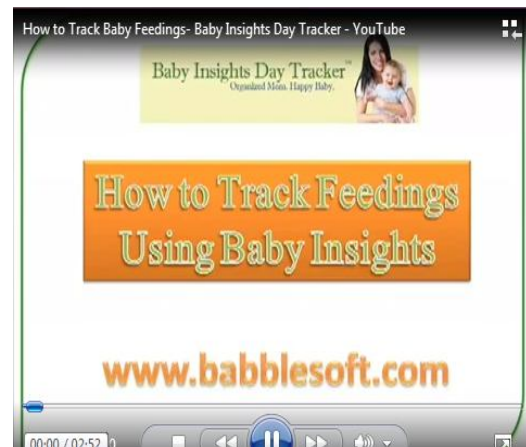 How to Track Baby Feedings- Baby Insights Day Tracker - YouTube
Baby Insights Day Tracker™
Organized Moms. Happy Baby.
How to Track Feedings
Using Baby Insights
www.babblesoft.com
00:00 / 02:52